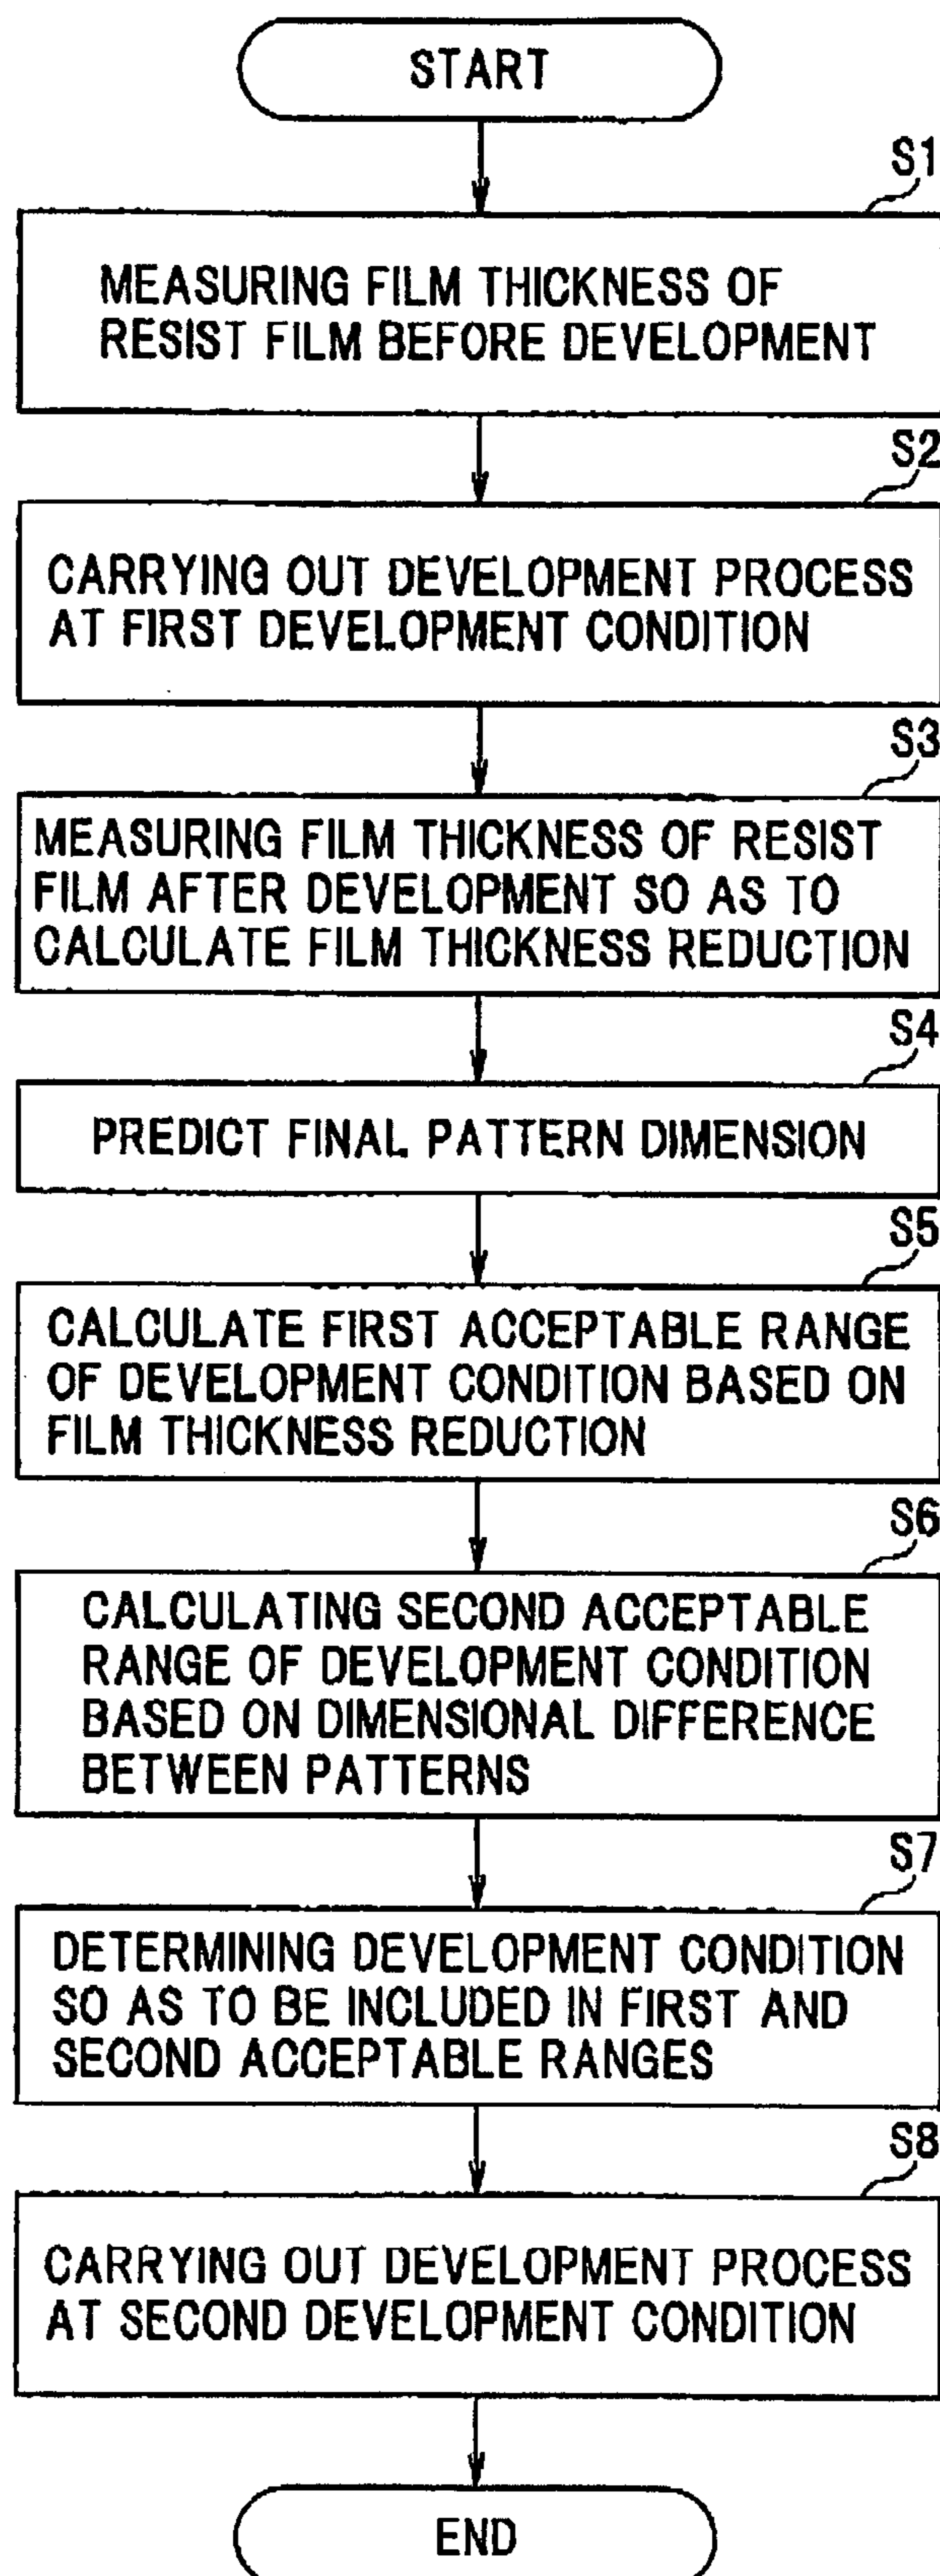 START
S1
MEASURING FILM THICKNESS OF
RESIST FILM BEFORE DEVELOPMENT
S2
CARRYING OUT DEVELOPMENT PROCESS
AT FIRST DEVELOPMENT CONDITION
S3
MEASURING FILM THICKNESS OF RESIST
FILM AFTER DEVELOPMENT SO AS TO
CALCULATE FILM THICKNESS REDUCTION
S4
PREDICT FINAL PATTERN DIMENSION
S5
CALCULATE FIRST ACCEPTABLE RANGE
OF DEVELOPMENT CONDITION BASED ON
FILM THICKNESS REDUCTION
S6
CALCULATING SECOND ACCEPTABLE
RANGE OF DEVELOPMENT CONDITION
BASED ON DIMENSIONAL DIFFERENCE
BETWEEN PATTERNS
S7
DETERMINING DEVELOPMENT CONDITION
SO AS TO BE INCLUDED IN FIRST AND
SECOND ACCEPTABLE RANGES
S8
CARRYING OUT DEVELOPMENT PROCESS
AT SECOND DEVELOPMENT CONDITION
END